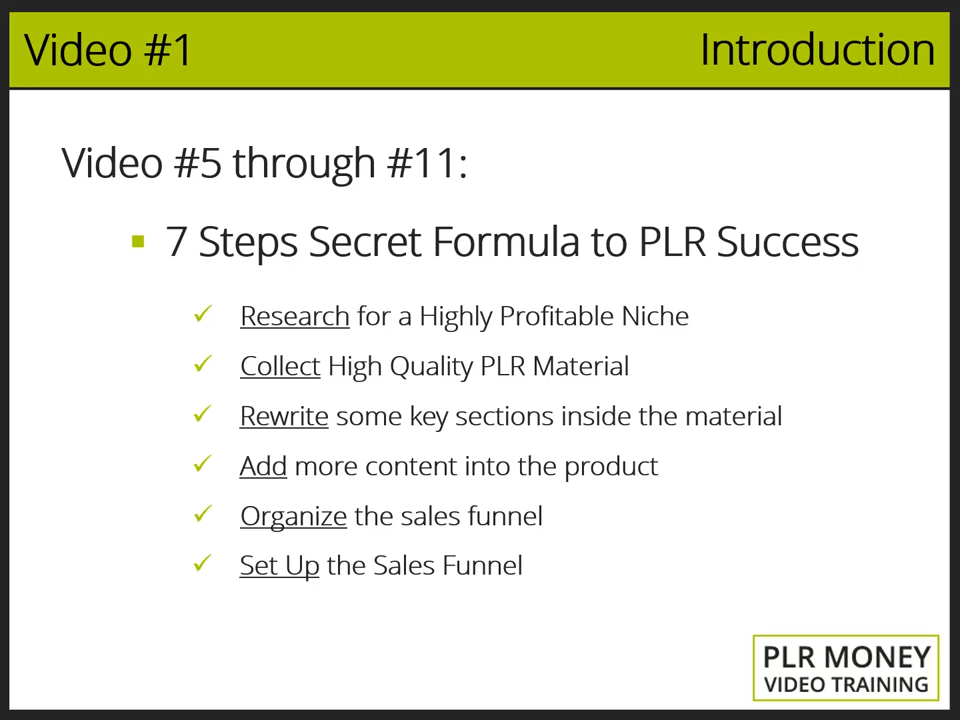 Video #1 Introduction
Video #5 through #11:
7 Steps Secret Formula to PLR Success
Research for a Highly Profitable Niche
Collect High Quality PLR Material
Rewrite some key sections inside the material
Add more content into the product
Organize the sales funnel
Set Up the Sales Funnel
PLR MONEY
VIDEO TRAINING